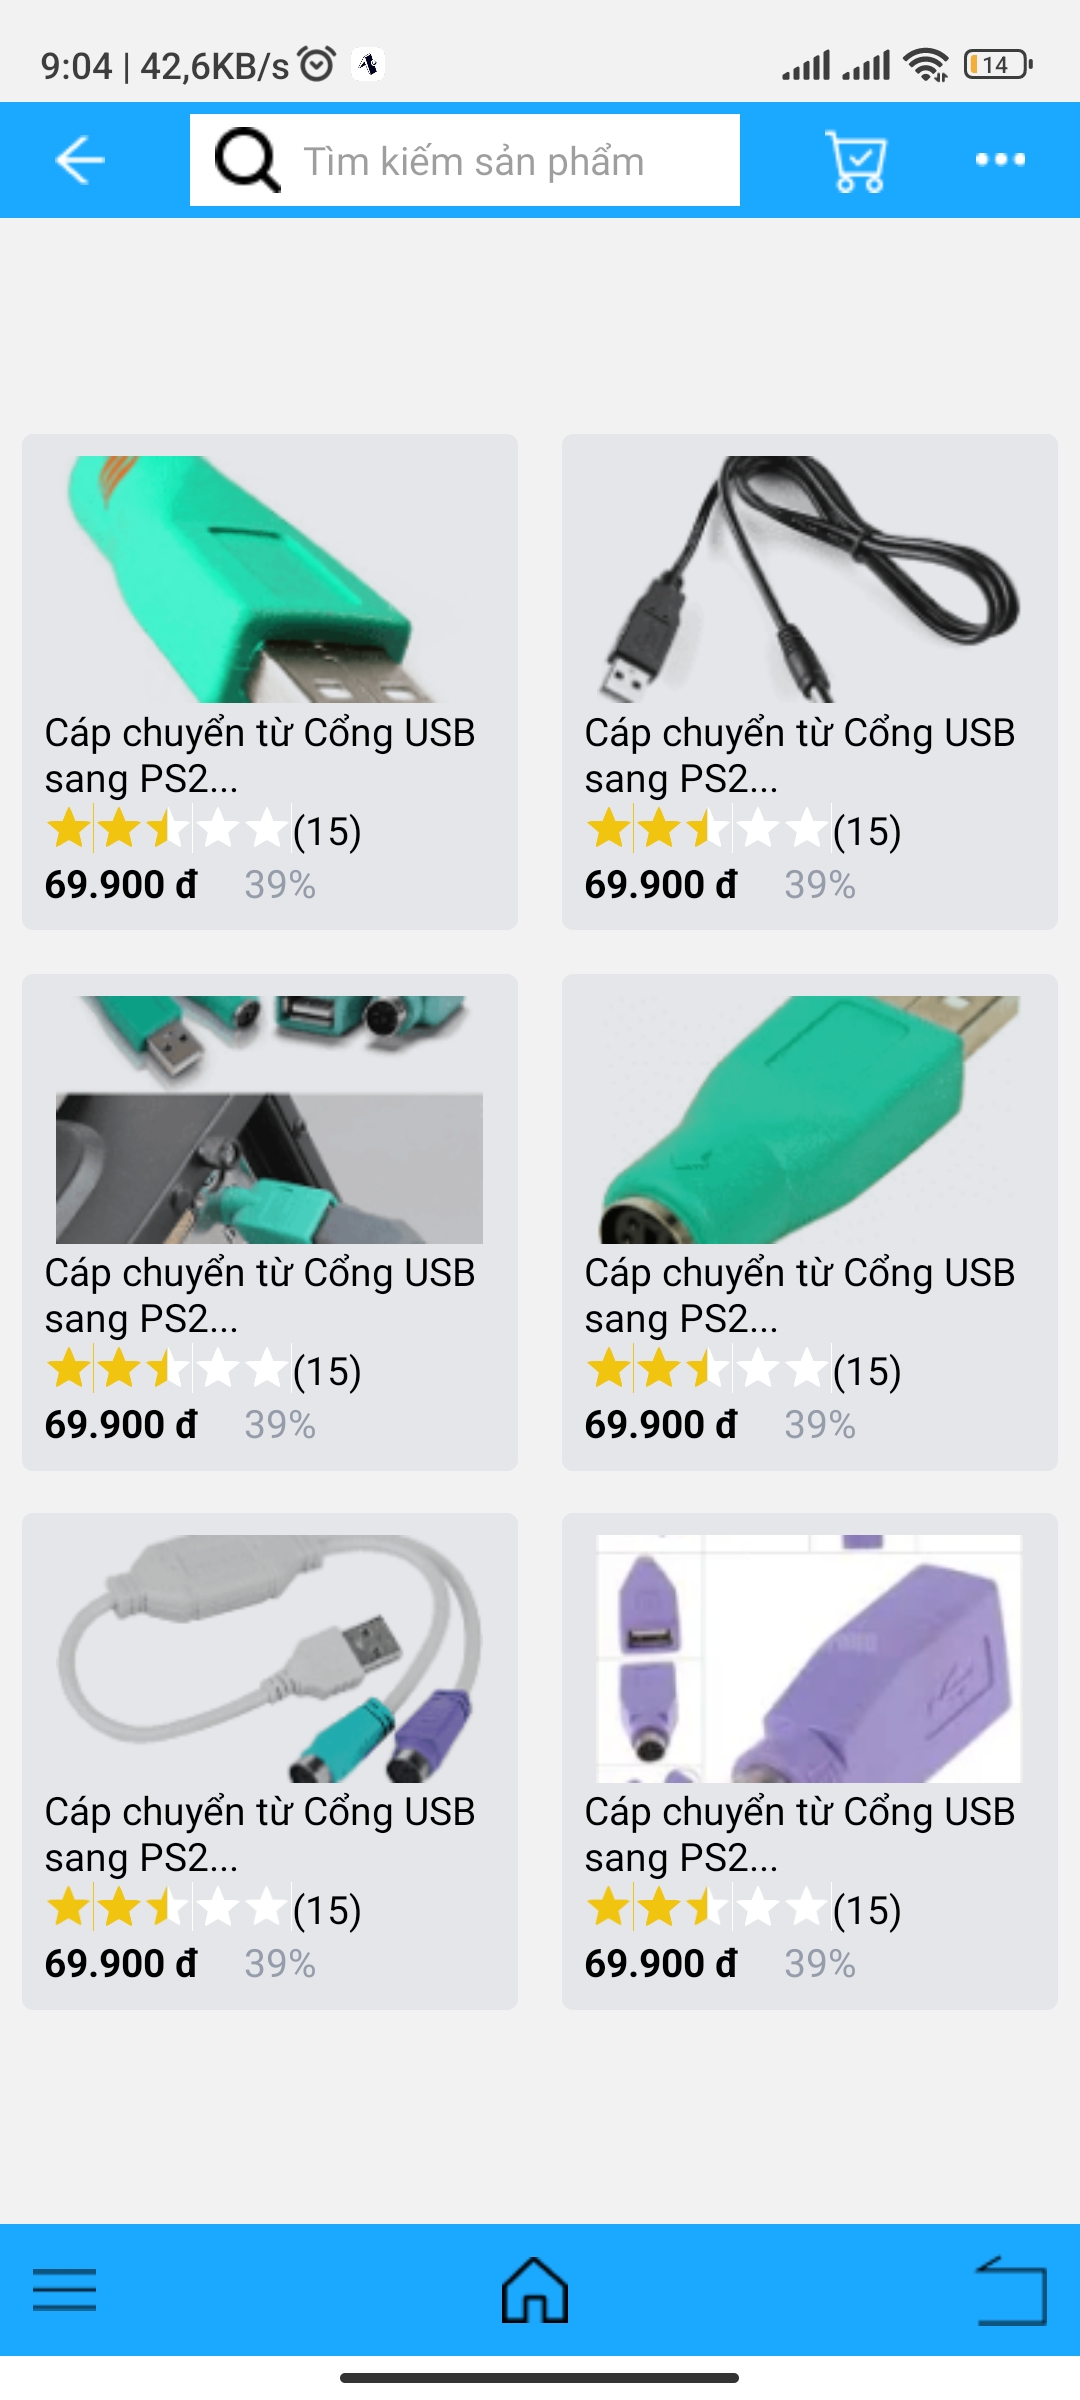 9:04 | 42,6KB/s
14
Tìm kiếm sản phẩm
Cáp chuyển từ Cổng USB
sang PS2...
(15)
69.900 đ 39%
Cáp chuyển từ Cổng USB
sang PS2...
(15)
69.900 đ 39%
Cáp chuyển từ Cổng USB
sang PS2...
(15)
69.900 đ 39%
Cáp chuyển từ Cổng USB
sang PS2...
(15)
69.900 đ 39%
Cáp chuyển từ Cổng USB
sang PS2...
(15)
69.900 đ 39%
Cáp chuyển từ Cổng USB
sang PS2...
(15)
69.900 đ 39%